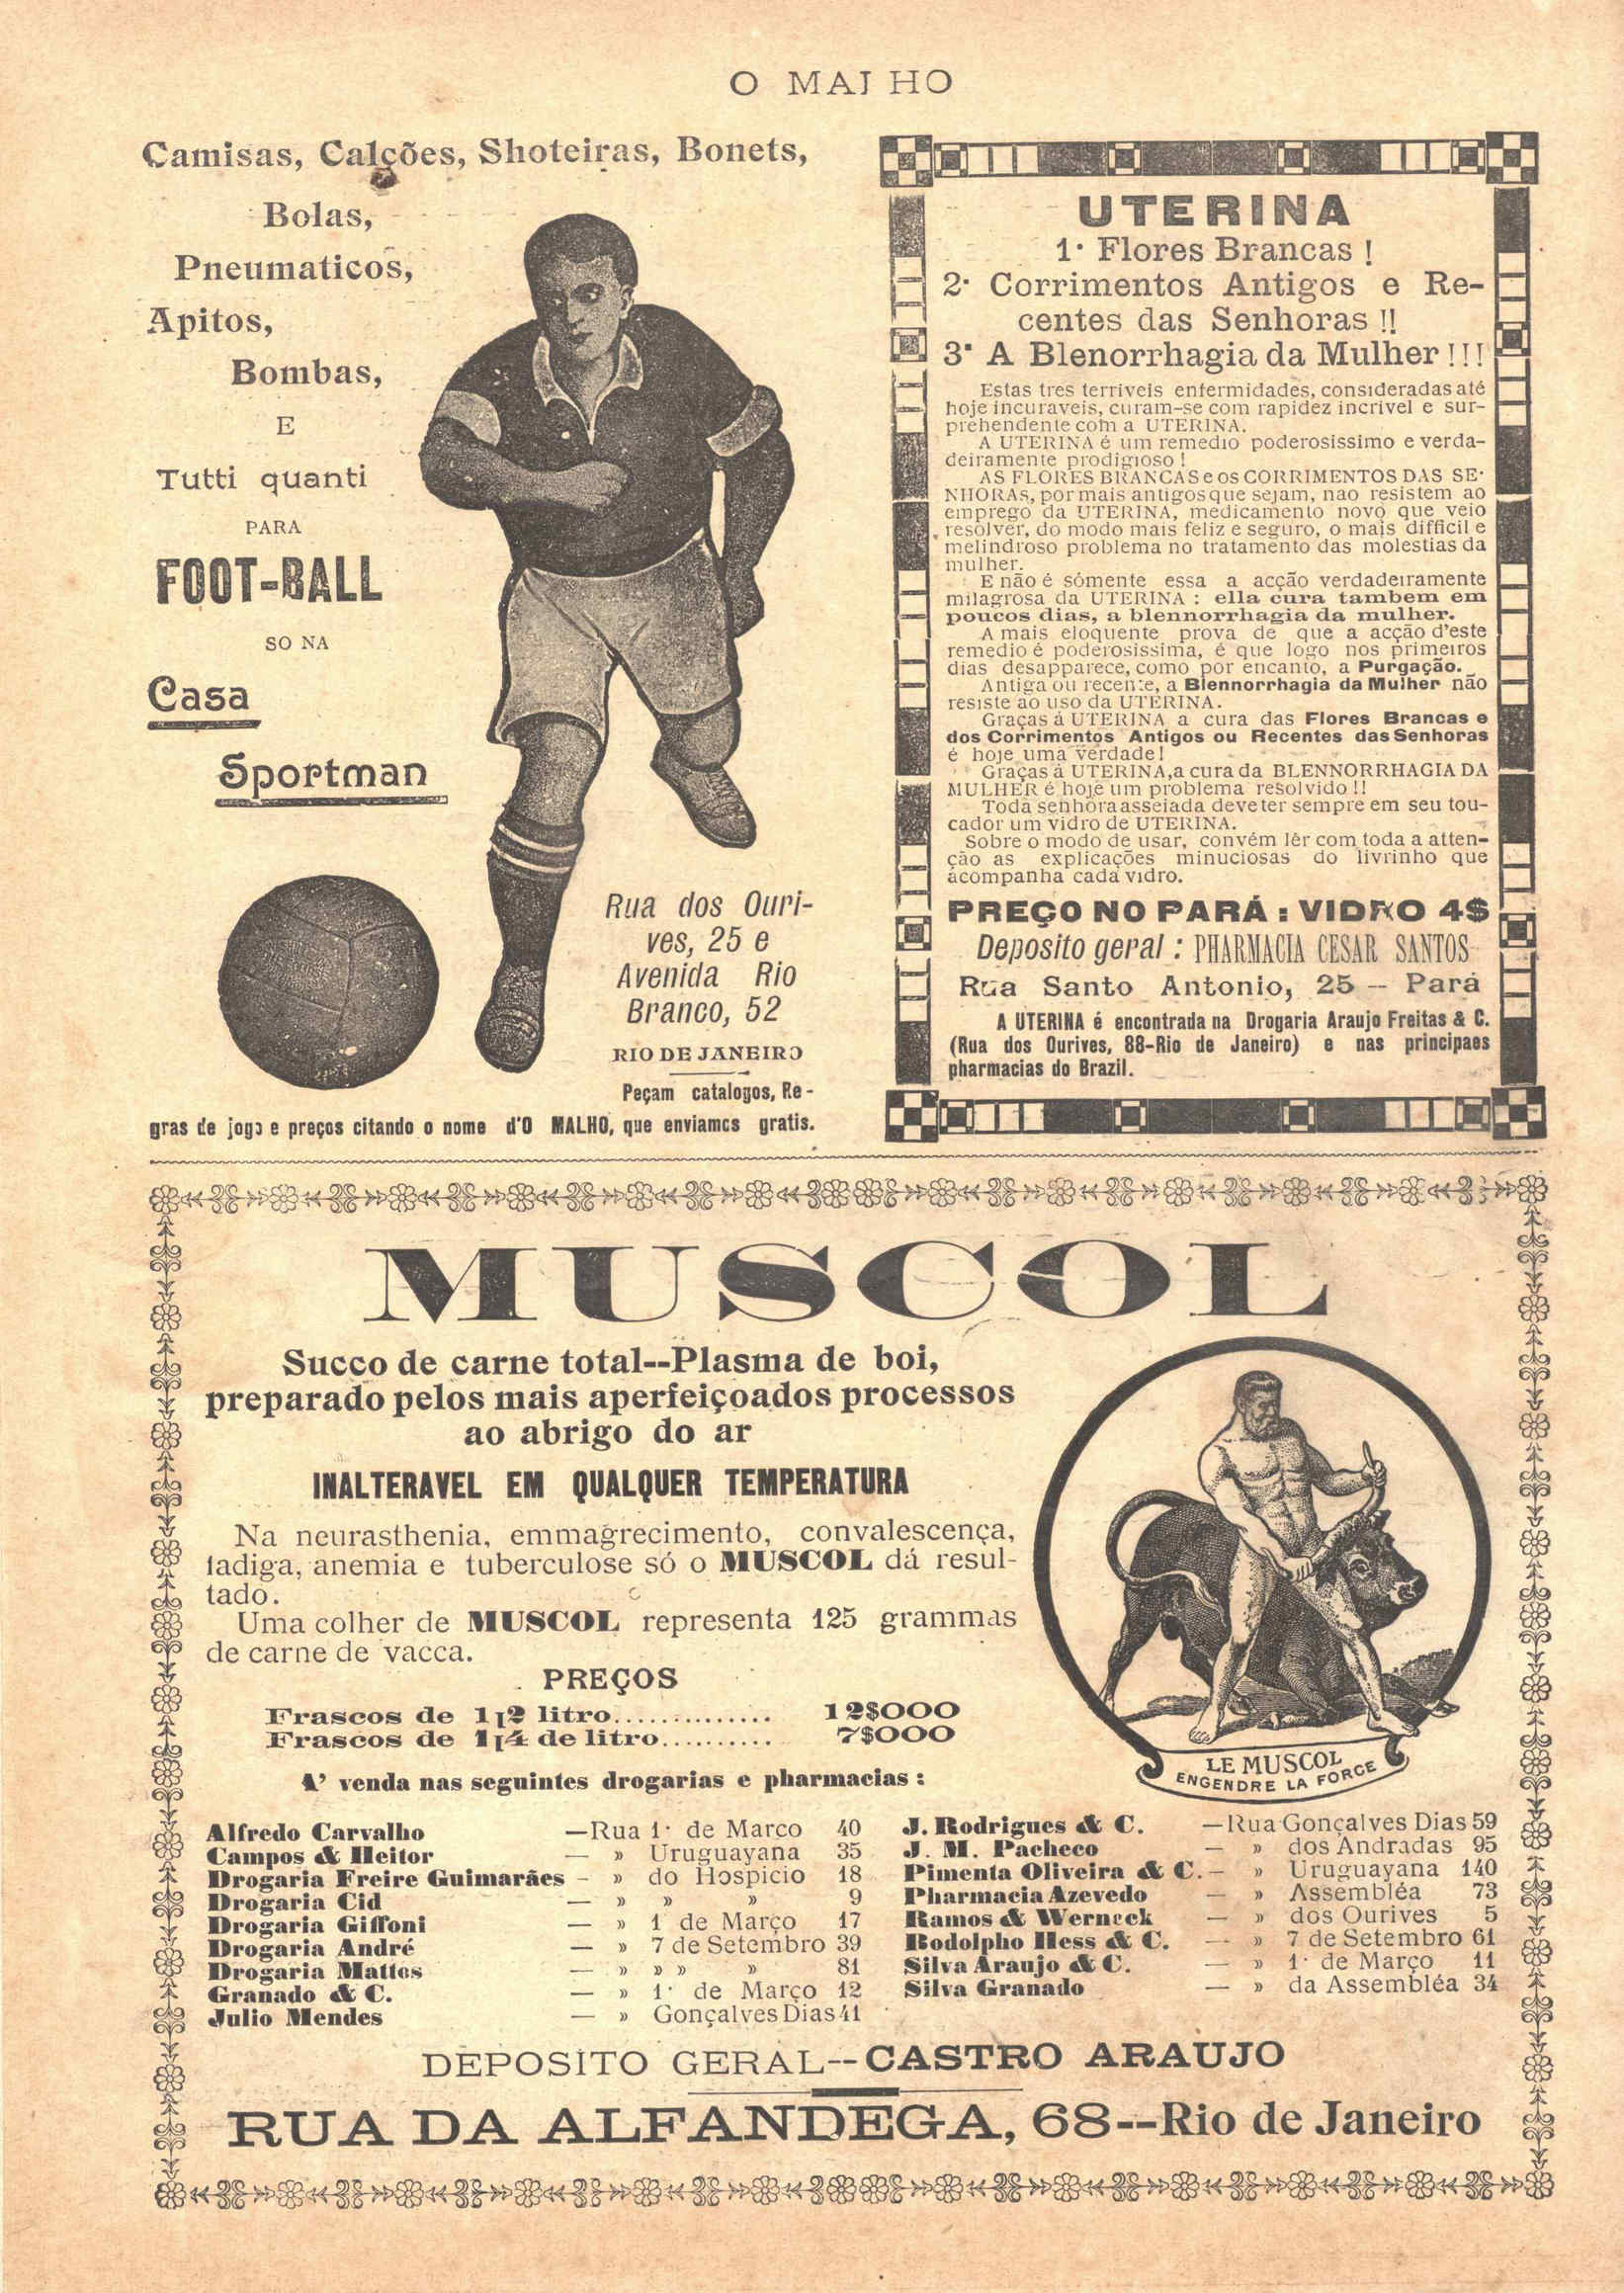 O MALHO
Camisas, Calções, Shoteiras, Bonets,
Bolas,
Pneumaticos,
Apitos,
Bombas,
E
Tutti quanti
PARA
FOOT-BALL
SO NA
Casa
Sportman
Rua dos Ouri-
ves, 25 e
Avenida Rio
Branco, 52
RIO DE JANEIRO
Peçam catalogos, Re-
gras de jogo e preços citando o nome d'O MALHO, que enviamos gratis.
UTERINA
1· Flores Brancas !
2· Corrimentos Antigos e Re-
centes das Senhoras !!
3· A Blenorrhagia da Mulher !!!
Estas tres terriveis enfermidades, consideradas até
hoje incuraveis, curam-se com rapidez incrivel e sur-
prehendente com a UTERINA.
A UTERINA é um remedio poderosissimo e verda-
deiramente prodigioso !
AS FLORES BRANCAS e os CORRIMENTOS DAS SE-
NHORAS, por mais antigos que sejam, nao resistem ao
emprego da UTERINA, medicamento novo que veio
resolver, do modo mais feliz e seguro, o mais difficil e
melindroso problema no tratamento das molestias da
mulher.
E não é sómente essa a acção verdadeiramente
milagrosa da UTERINA : ella cura tambem em
poucos dias, a blennorrhagia da mulher.
A mais eloquente prova de que a acção d'este
remedio é poderosissima, é que logo nos primeiros
dias desapparece, como por encanto, a Purgação.
Antiga ou recente, a Blennorrhagia da Mulher não
resiste ao uso da UTERINA.
Graças á UTERINA a cura das Flores Brancas e
dos Corrimentos Antigos ou Recentes das Senhoras
é hoje uma verdade!
Graças á UTERINA, a cura da BLENNORRHAGIA DA
MULHER é hoje um problema resolvido !!
Toda senhora asseiada deve ter sempre em seu tou-
cador um vidro de UTERINA.
Sobre o modo de usar, convém lêr com toda a atten-
ção as explicações minuciosas do livrinho que
acompanha cada vidro.
PREÇO NO PARÁ : VIDRO 4$
Deposito geral : PHARMACIA CESAR SANTOS
Rua Santo Antonio, 25 -- Pará
A UTERINA é encontrada na Drogaria Araujo Freitas & C.
(Rua dos Ourives, 88-Rio de Janeiro) e nas principaes
pharmacias do Brazil.
MUSCOL
Succo de carne total--Plasma de boi,
preparado pelos mais aperfeiçoados processos
ao abrigo do ar
INALTERAVEL EM QUALQUER TEMPERATURA
Na neurasthenia, emmagrecimento, convalescença,
fadiga, anemia e tuberculose só o MUSCOL dá resul-
tado.
Uma colher de MUSCOL representa 125 grammas
de carne de vacca.
PREÇOS
Frascos de 1|2 litro.............. 12$000
Frascos de 1|4 de litro.......... 7$000
LE MUSCOL
ENGENDRE LA FORCE
A' venda nas seguintes drogarias e pharmacias :
Alfredo Carvalho —Rua 1· de Março 40
Campos & Heitor — » Uruguayana 35
Drogaria Freire Guimarães - » do Hospicio 18
Drogaria Cid — » » » 9
Drogaria Giffoni — » 1 de Março 17
Drogaria André — » 7 de Setembro 39
Drogaria Mattos — » » » » 81
Granado & C. — » 1· de Março 12
Julio Mendes — » Gonçalves Dias 41
J. Rodrigues & C. —Rua Gonçalves Dias 59
J. M. Pacheco — » dos Andradas 95
Pimenta Oliveira & C. — » Uruguayana 140
Pharmacia Azevedo — » Assembléa 73
Ramos & Werneck — » dos Ourives 5
Rodolpho Hess & C. — » 7 de Setembro 61
Silva Araujo & C. — » 1· de Março 11
Silva Granado — » da Assembléa 34
DEPOSITO GERAL--CASTRO ARAUJO
RUA DA ALFANDEGA, 68--Rio de Janeiro